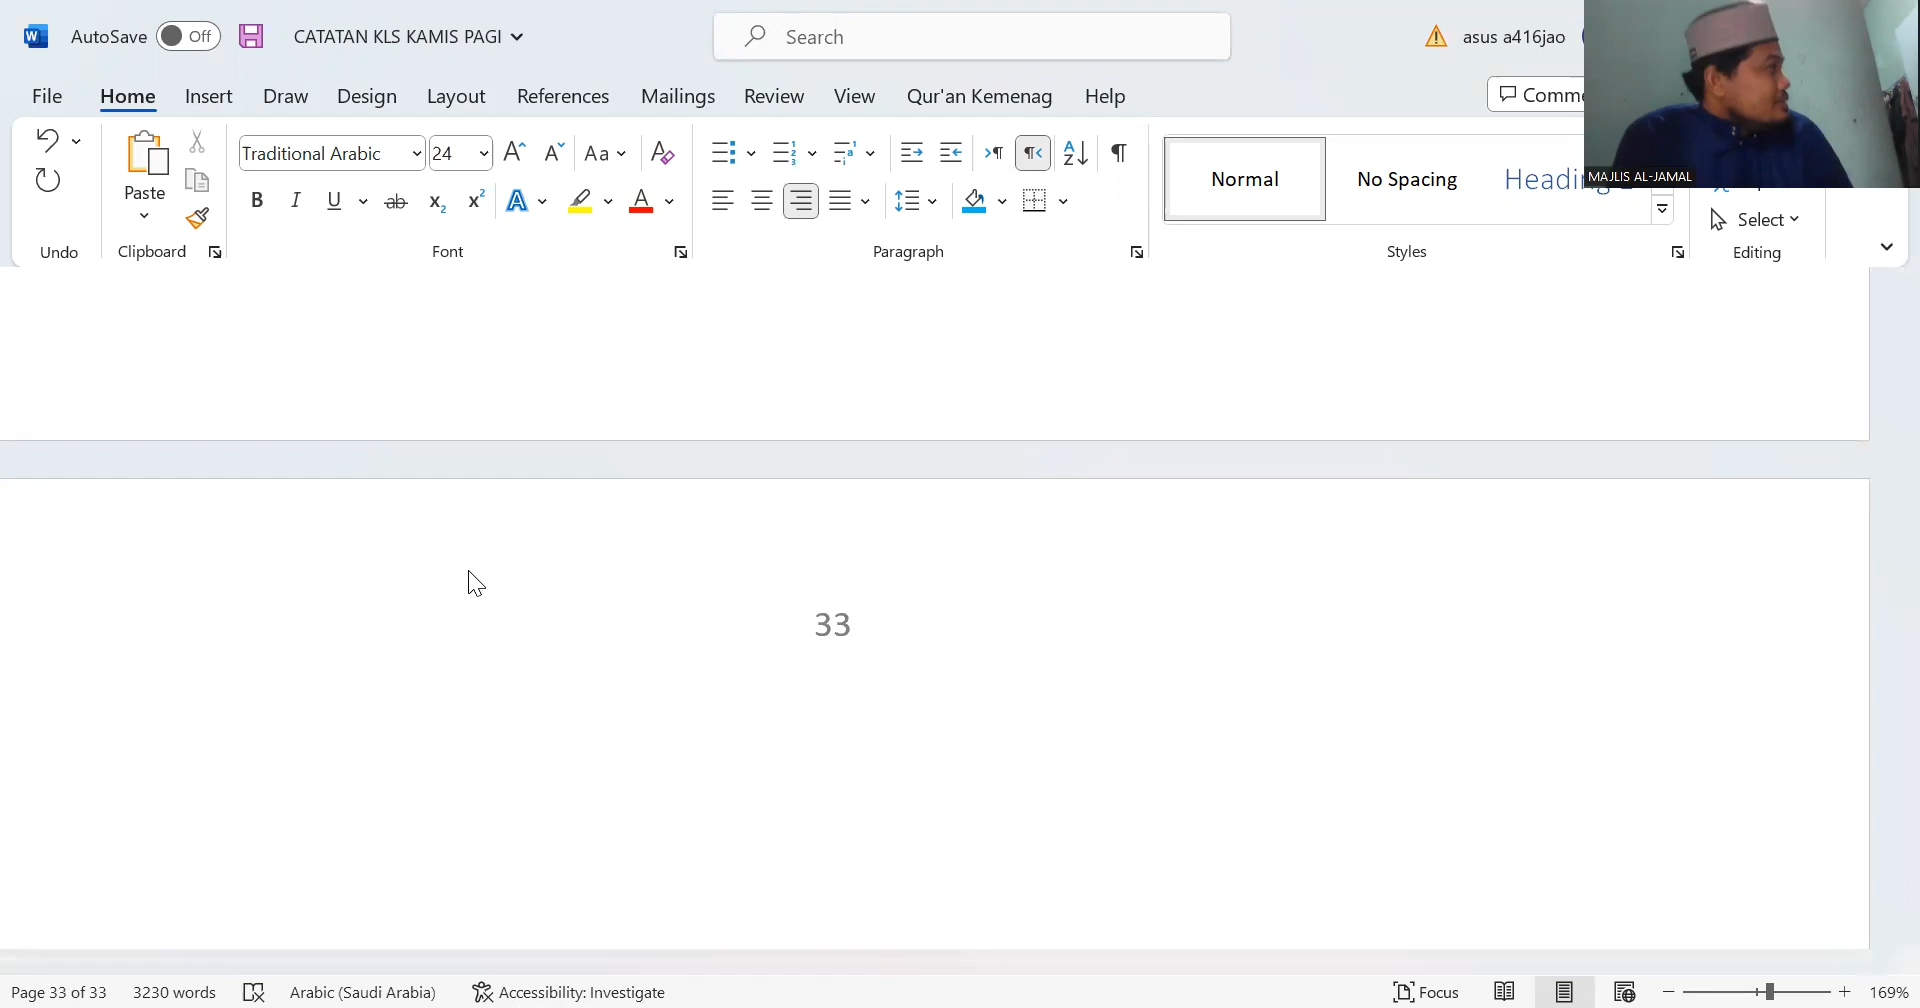 AutoSave Off CATATAN KLS KAMIS PAGI Search asus a416jao
File Home Insert Draw Design Layout References Mailings Review View Qur'an Kemenag Help
Traditional Arabic 24 Aa
Paste
Normal No Spacing
MAJLIS AL-JAMAL
Select
Undo Clipboard Font Paragraph Styles Editing
33
Page 33 of 33 3230 words Arabic (Saudi Arabia) Accessibility: Investigate Focus 169%